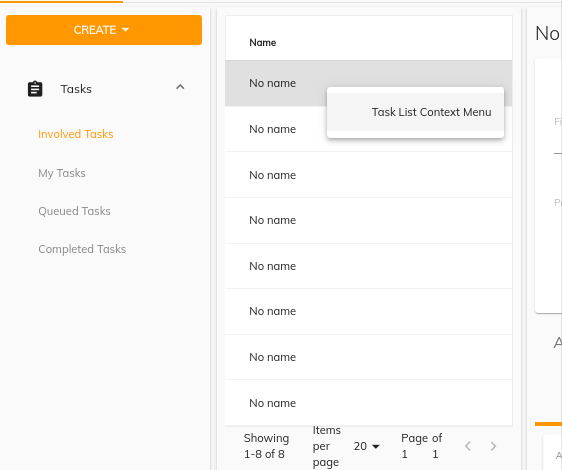 CREATE
Tasks
Involved Tasks
My Tasks
Queued Tasks
Completed Tasks
Name
No name
Task List Context Menu
No name
No name
No name
No name
No name
No name
No name
Showing
1-8 of 8
Items
per
page
20
Page of
1 1
No
Fi
P
A
A